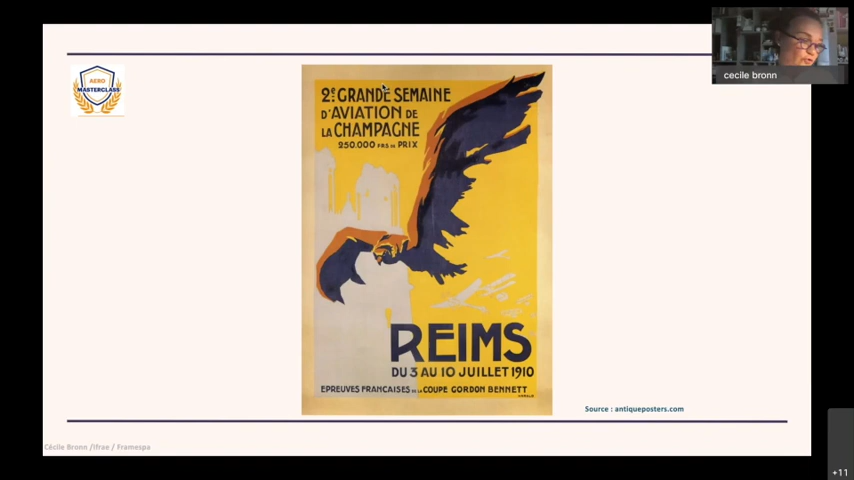 cecile bronn
AERO
MASTERCLASS
2e GRANDE SEMAINE
D'AVIATION DE
LA CHAMPAGNE
250.000 FRS DE PRIX
REIMS
DU 3 AU 10 JUILLET 1910
EPREUVES FRANÇAISES DE LA COUPE GORDON BENNETT
Source : antiqueposters.com
Cécile Bronn /ifrae / Framespa
+11